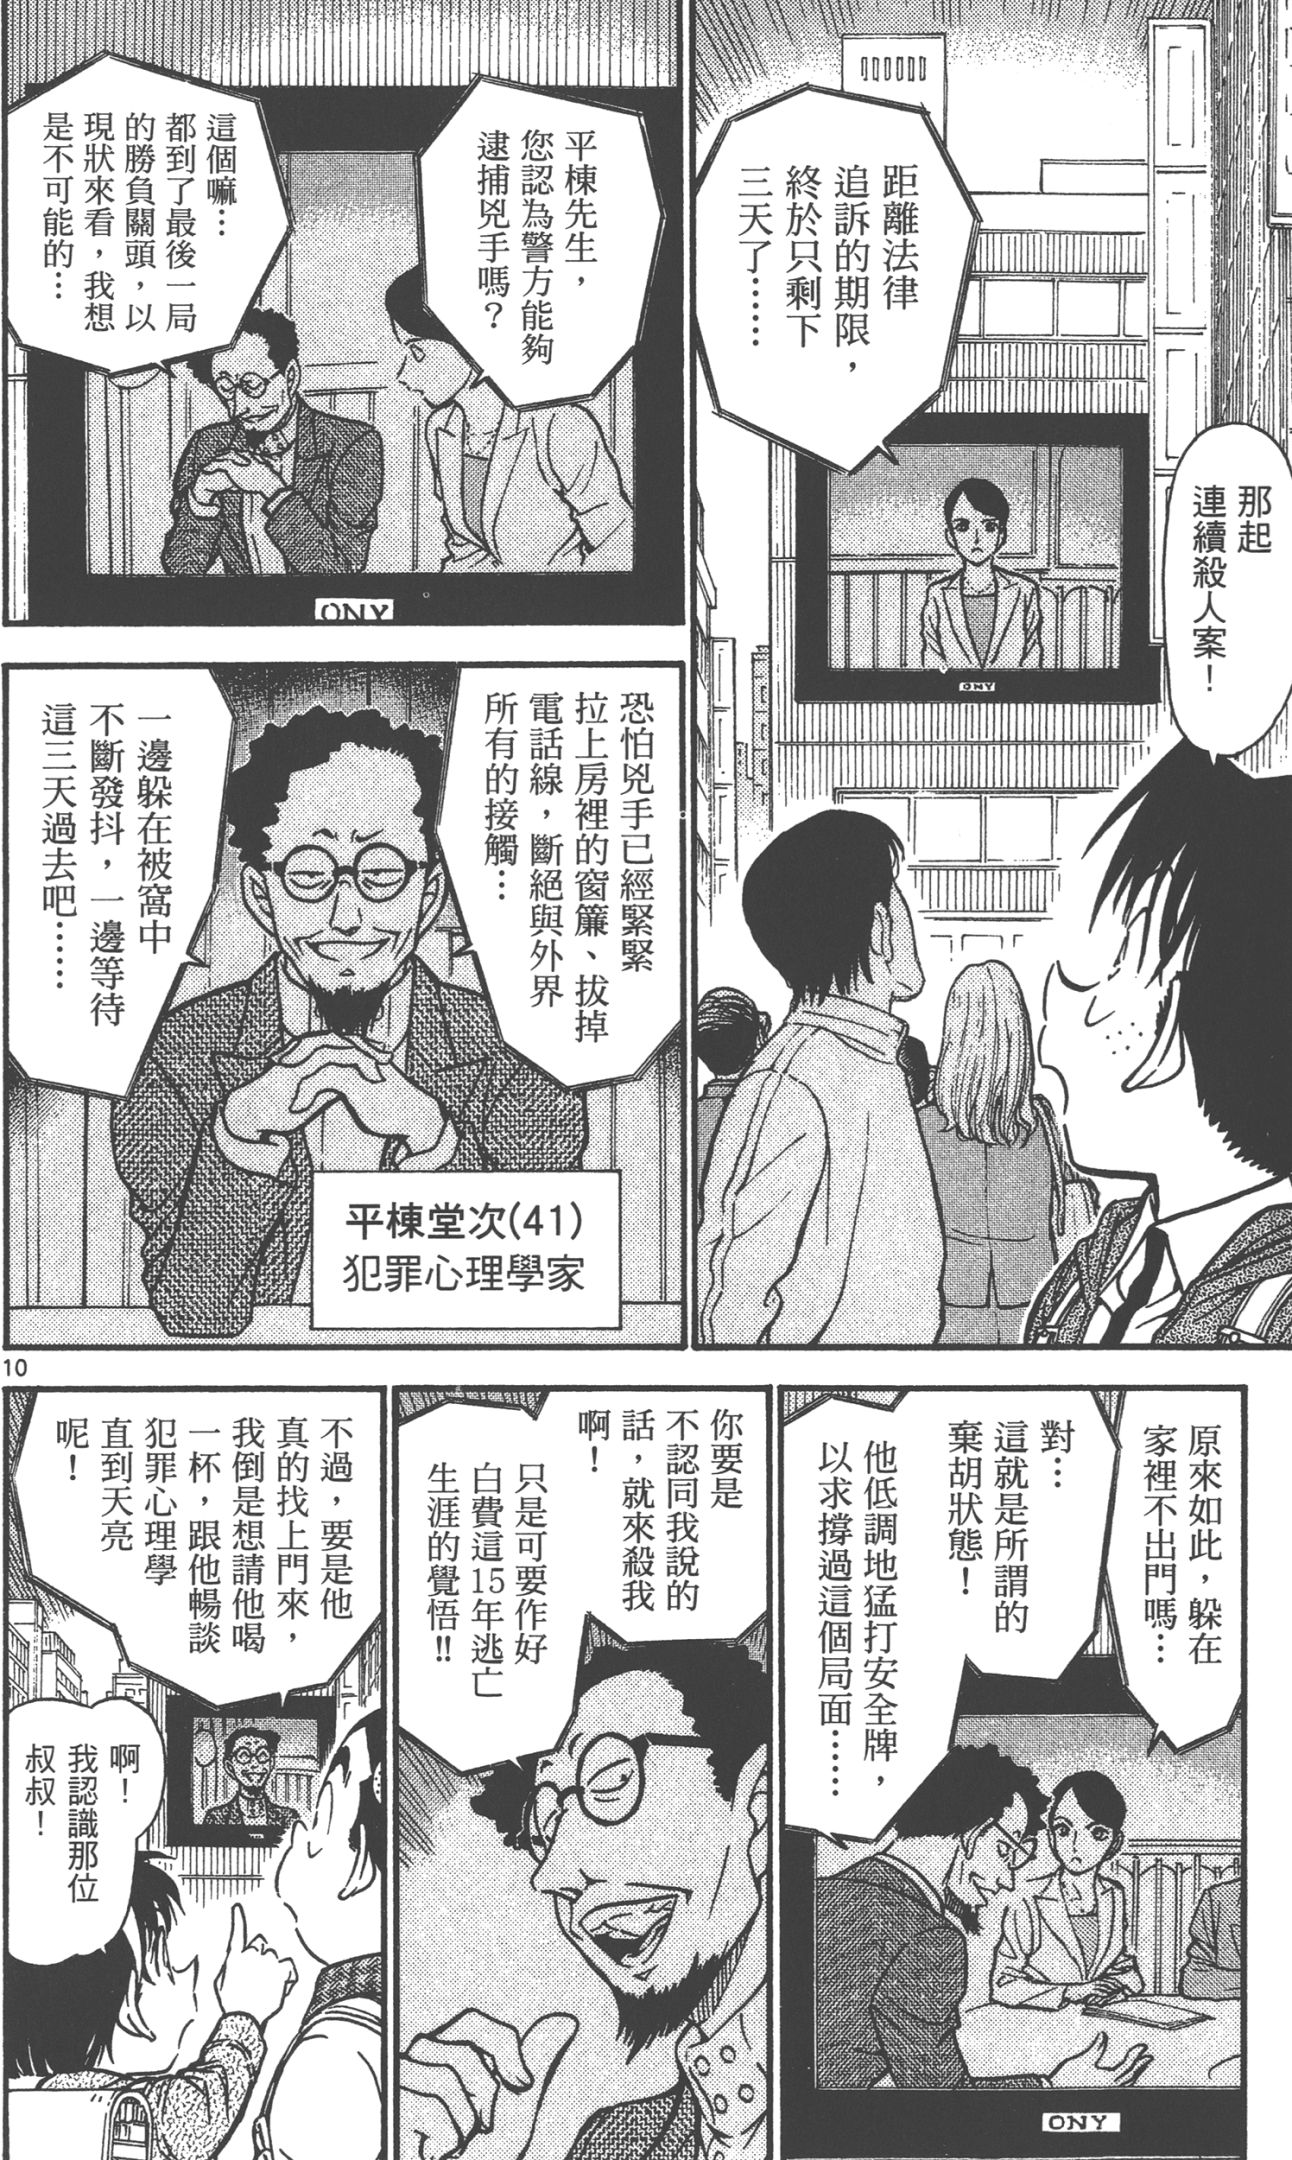 那起
連續殺人案！
距離法律
追訴的期限，
終於只剩下
三天了……
ONY
平棟先生，
您認為警方能夠
逮捕兇手嗎？
這個嘛…
都到了最後一局
的勝負關頭，以
現狀來看，我想
是不可能的…
ONY
恐怕兇手已經緊緊
拉上房裡的窗簾、拔掉
電話線，斷絕與外界
所有的接觸…
一邊躲在被窩中
不斷發抖，一邊等待
這三天過去吧……
平棟堂次(41)
犯罪心理學家
10
原來如此，躲在
家裡不出門嗎…
對…
這就是所謂的
棄胡狀態！
他低調地猛打安全牌，
以求撐過這個局面……
ONY
你要是
不認同我說的
話，就來殺我
啊！
只是可要作好
白費這15年逃亡
生涯的覺悟!!
不過，要是他
真的找上門來，
我倒是想請他喝
一杯，跟他暢談
犯罪心理學
直到天亮
呢！
啊！
我認識那位
叔叔！